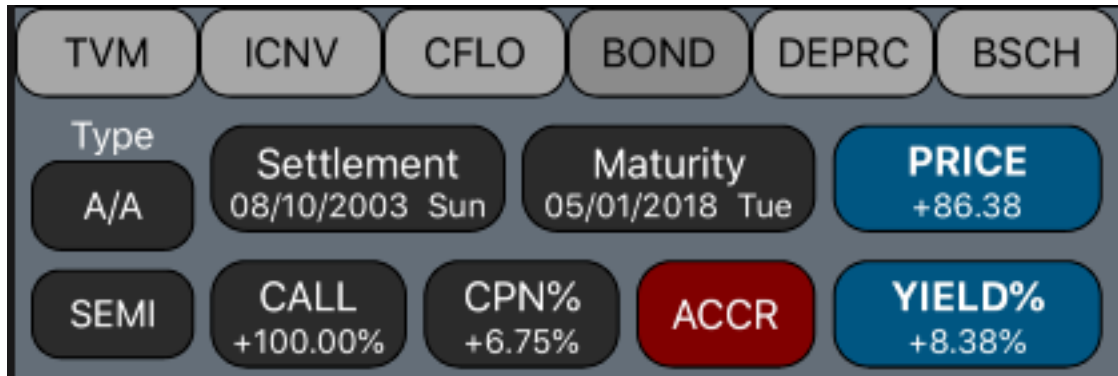 TVM ICNV CFLO BOND DEPRC BSCH
Type
A/A
Settlement
08/10/2003 Sun
Maturity
05/01/2018 Tue
PRICE
+86.38
SEMI
CALL
+100.00%
CPN%
+6.75%
ACCR
YIELD%
+8.38%